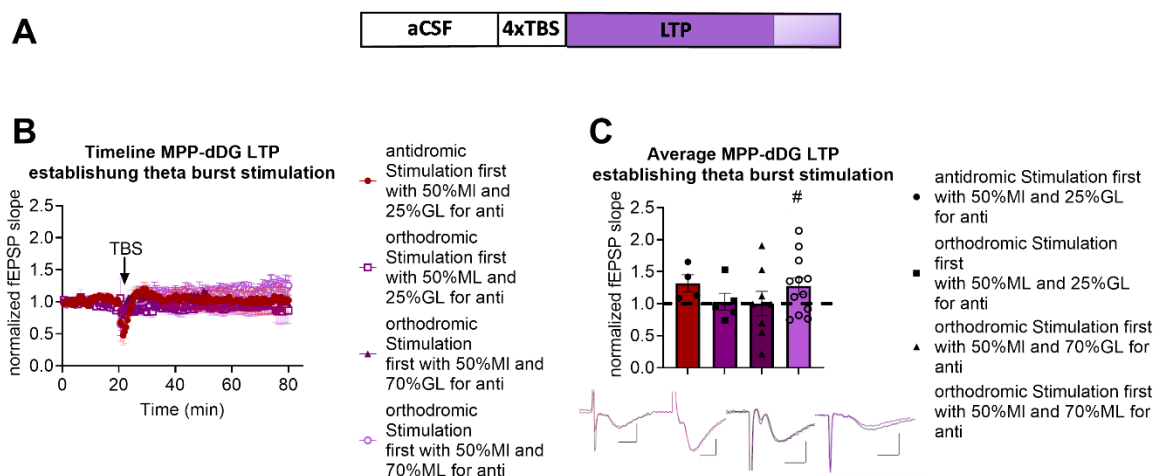 A
aCSF
4xTBS
LTP
B
Timeline MPP-dDG LTP
establishung theta burst stimulation
normalized fEPSP slope
2.5
2.0
1.5
1.0
0.5
0.0
TBS
0
20
40
60
80
Time (min)
antidromic
Stimulation first
with 50%MI and
25%GL for anti
orthodromic
Stimulation first
with 50%ML and
25%GL for anti
orthodromic
Stimulation
first with 50%MI and
70%GL for anti
orthodromic
Stimulation
first with 50%MI and
70%ML for anti
C
Average MPP-dDG LTP
establishing theta burst stimulation
normalized fEPSP slope
2.5
2.0
1.5
1.0
0.5
0.0
#
antidromic Stimulation first
with 50%MI and 25%GL
for anti
orthodromic Stimulation
first
with 50%ML and 25%GL
for anti
orthodromic Stimulation first
with 50%MI and 70%GL for
anti
orthodromic Stimulation first
with 50%MI and 70%ML for
anti